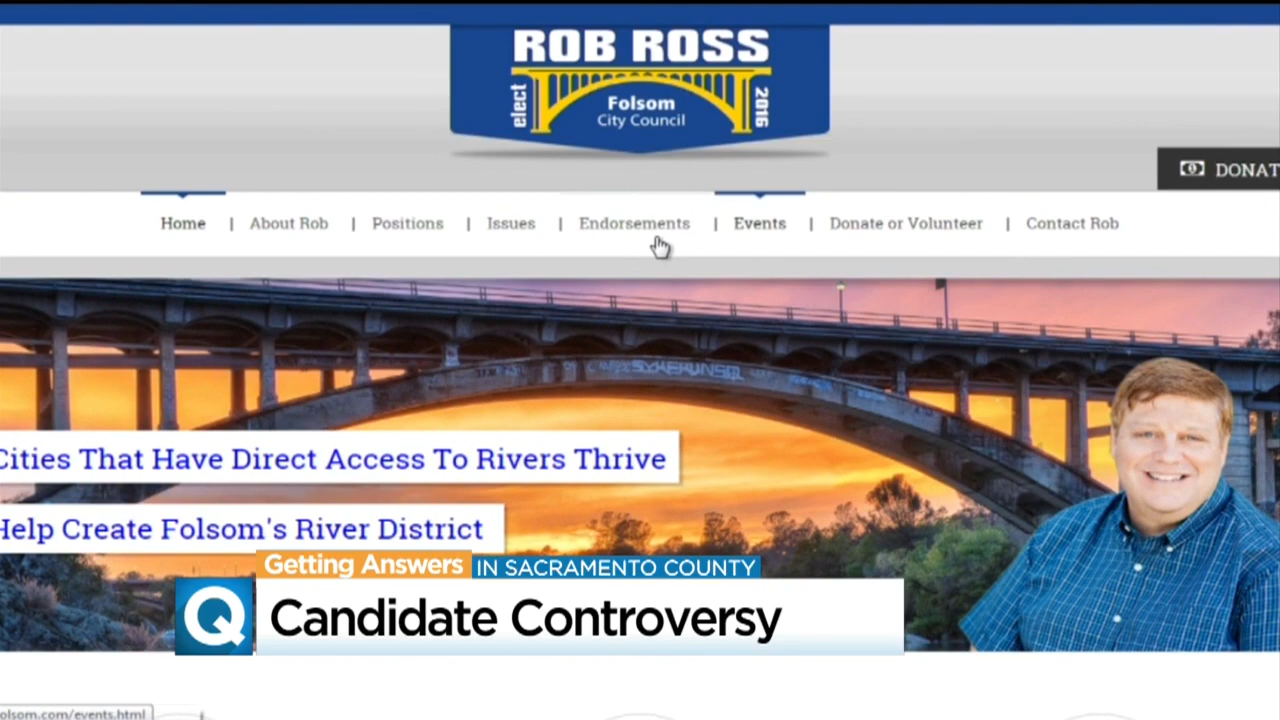 ROB ROSS
elect
Folsom
City Council
2016
DONAT
Home | About Rob | Positions | Issues | Endorsements | Events | Donate or Volunteer | Contact Rob
Cities That Have Direct Access To Rivers Thrive
Help Create Folsom's River District
Getting Answers IN SACRAMENTO COUNTY
Q Candidate Controversy
olsom.com/events.html